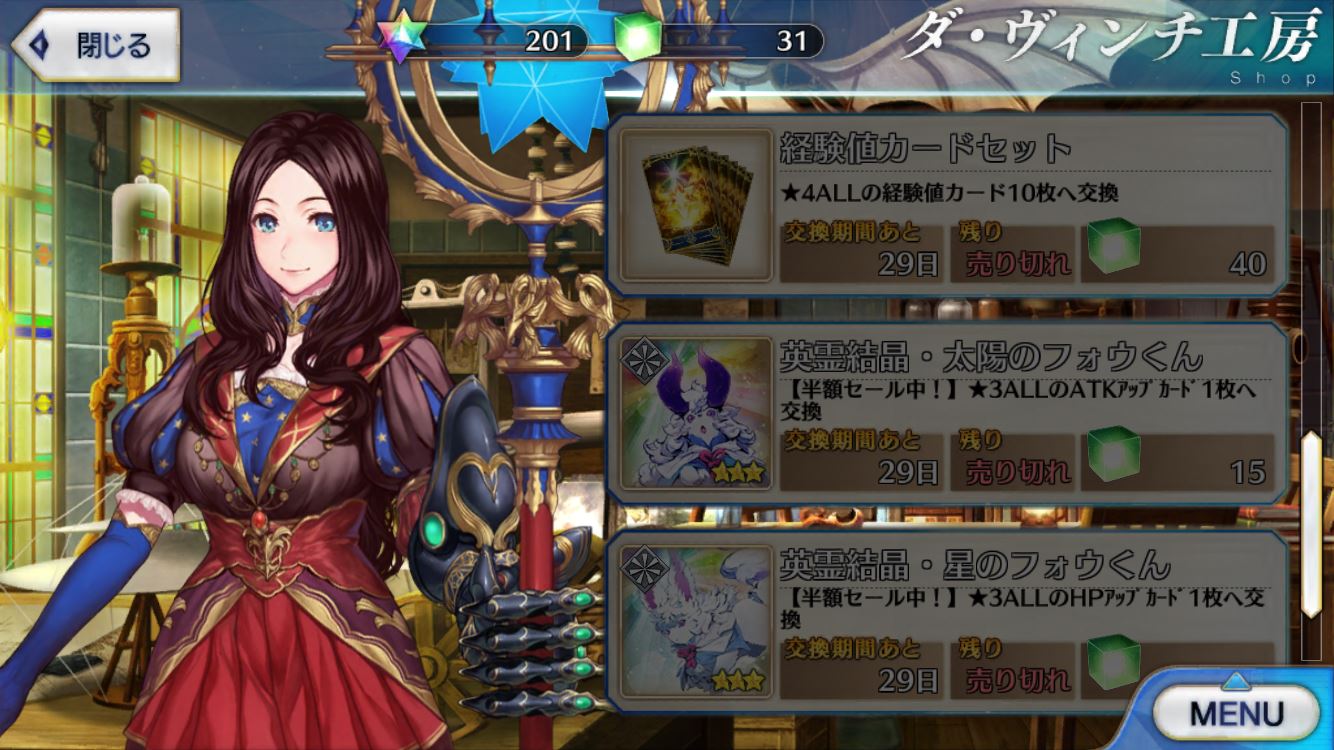 閉じる
201
31
ダ・ヴィンチ工房
Shop
経験値カードセット
★4ALLの経験値カード10枚へ交換
交換期間あと
29日
残り
売り切れ
40
英霊結晶・太陽のフォウくん
【半額セール中！】★3ALLのATKｱｯﾌﾟｶｰﾄﾞ1枚へ
交換
交換期間あと
29日
残り
売り切れ
15
英霊結晶・星のフォウくん
【半額セール中！】★3ALLのHPｱｯﾌﾟｶｰﾄﾞ1枚へ交
換
交換期間あと
29日
残り
売り切れ
MENU